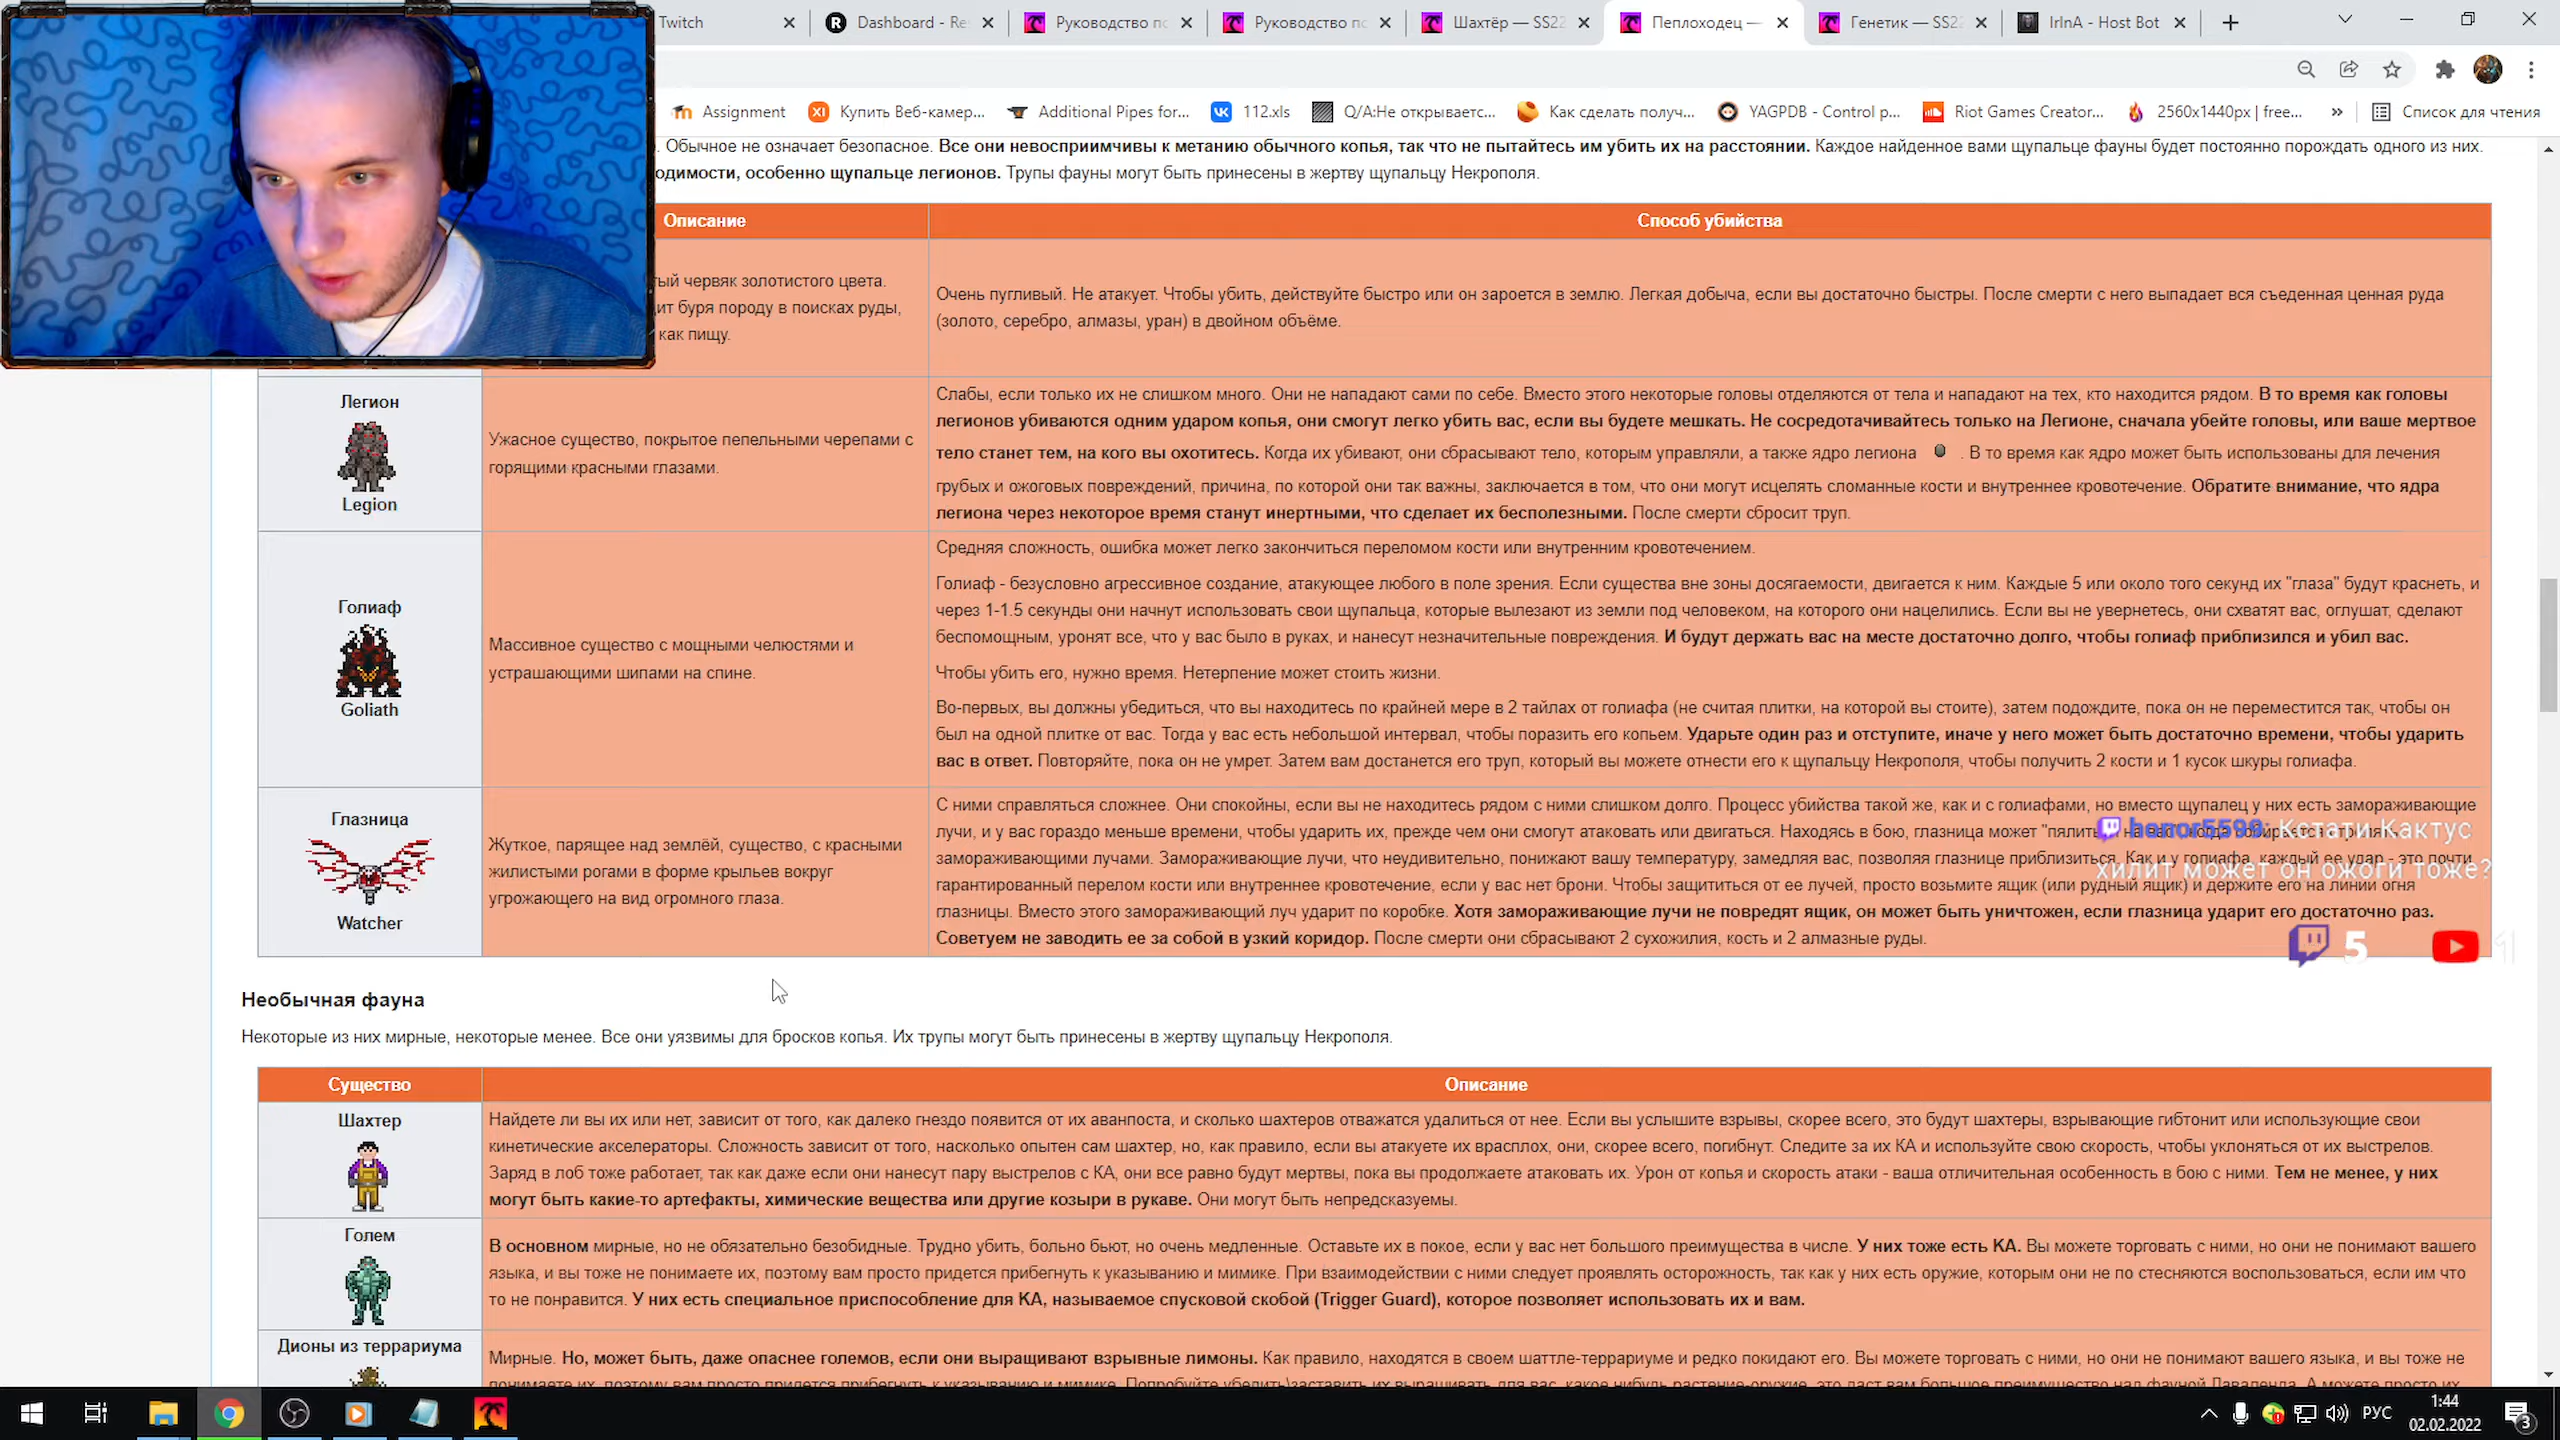 Twitch
Dashboard - Re
Руководство по
Руководство по
Шахтёр — SS22
Пеплоходец —
Генетик — SS22
IrInA - Host Bot
Assignment
Купить Веб-камер...
Additional Pipes for...
112.xls
Q/A:Не открывается...
Как сделать получ...
YAGPDB - Control p...
Riot Games Creator...
2560x1440px | free...
»
Список для чтения
. Обычное не означает безопасное. Все они невосприимчивы к метанию обычного копья, так что не пытайтесь им убить их на расстоянии. Каждое найденное вами щупальце фауны будет постоянно порождать одного из них.
одимости, особенно щупальце легионов. Трупы фауны могут быть принесены в жертву щупальцу Некрополя.
Описание
Способ убийства
тый червяк золотистого цвета.
ит буря породу в поисках руды,
как пищу.
Очень пугливый. Не атакует. Чтобы убить, действуйте быстро или он зароется в землю. Легкая добыча, если вы достаточно быстры. После смерти с него выпадает вся съеденная ценная руда
(золото, серебро, алмазы, уран) в двойном объёме.
Легион
Legion
Ужасное существо, покрытое пепельными черепами с
горящими красными глазами.
Слабы, если только их не слишком много. Они не нападают сами по себе. Вместо этого некоторые головы отделяются от тела и нападают на тех, кто находится рядом. В то время как головы
легионов убиваются одним ударом копья, они смогут легко убить вас, если вы будете мешкать. Не сосредотачивайтесь только на Легионе, сначала убейте головы, или ваше мертвое
тело станет тем, на кого вы охотитесь. Когда их убивают, они сбрасывают тело, которым управляли, а также ядро легиона . В то время как ядро может быть использованы для лечения
грубых и ожоговых повреждений, причина, по которой они так важны, заключается в том, что они могут исцелять сломанные кости и внутреннее кровотечение. Обратите внимание, что ядра
легиона через некоторое время станут инертными, что сделает их бесполезными. После смерти сбросит труп.
Голиаф
Goliath
Массивное существо с мощными челюстями и
устрашающими шипами на спине.
Средняя сложность, ошибка может легко закончиться переломом кости или внутренним кровотечением.
Голиаф - безусловно агрессивное создание, атакующее любого в поле зрения. Если существа вне зоны досягаемости, двигается к ним. Каждые 5 или около того секунд их "глаза" будут краснеть, и
через 1-1.5 секунды они начнут использовать свои щупальца, которые вылезают из земли под человеком, на которого они нацелились. Если вы не увернетесь, они схватят вас, оглушат, сделают
беспомощным, уронят все, что у вас было в руках, и нанесут незначительные повреждения. И будут держать вас на месте достаточно долго, чтобы голиаф приблизился и убил вас.
Чтобы убить его, нужно время. Нетерпение может стоить жизни.
Во-первых, вы должны убедиться, что вы находитесь по крайней мере в 2 тайлах от голиафа (не считая плитки, на которой вы стоите), затем подождите, пока он не переместится так, чтобы он
был на одной плитке от вас. Тогда у вас есть небольшой интервал, чтобы поразить его копьем. Ударьте один раз и отступите, иначе у него может быть достаточно времени, чтобы ударить
вас в ответ. Повторяйте, пока он не умрет. Затем вам достанется его труп, который вы можете отнести его к щупальцу Некрополя, чтобы получить 2 кости и 1 кусок шкуры голиафа.
Глазница
Watcher
Жуткое, парящее над землёй, существо, с красными
жилистыми рогами в форме крыльев вокруг
угрожающего на вид огромного глаза.
С ними справляться сложнее. Они спокойны, если вы не находитесь рядом с ними слишком долго. Процесс убийства такой же, как и с голиафами, но вместо щупалец у них есть замораживающие
лучи, и у вас гораздо меньше времени, чтобы ударить их, прежде чем они смогут атаковать или двигаться. Находясь в бою, глазница может "пялить
замораживающими лучами. Замораживающие лучи, что неудивительно, понижают вашу температуру, замедляя вас, позволяя глазнице приблизиться. Как и у голиафа, каждый ее удар - это почти
гарантированный перелом кости или внутреннее кровотечение, если у вас нет брони. Чтобы защититься от ее лучей, просто возьмите ящик (или рудный ящик) и держите его на линии огня
глазницы. Вместо этого замораживающий луч ударит по коробке. Хотя замораживающие лучи не повредят ящик, он может быть уничтожен, если глазница ударит его достаточно раз.
Советуем не заводить ее за собой в узкий коридор. После смерти они сбрасывают 2 сухожилия, кость и 2 алмазные руды.
honor5598: Кстати Кактус
хилит может он ожоги тоже?
5
1
Необычная фауна
Некоторые из них мирные, некоторые менее. Все они уязвимы для бросков копья. Их трупы могут быть принесены в жертву щупальцу Некрополя.
Существо
Описание
Шахтер
Найдете ли вы их или нет, зависит от того, как далеко гнездо появится от их аванпоста, и сколько шахтеров отважатся удалиться от нее. Если вы услышите взрывы, скорее всего, это будут шахтеры, взрывающие гибтонит или использующие свои
кинетические акселераторы. Сложность зависит от того, насколько опытен сам шахтер, но, как правило, если вы атакуете их врасплох, они, скорее всего, погибнут. Следите за их КА и используйте свою скорость, чтобы уклоняться от их выстрелов.
Заряд в лоб тоже работает, так как даже если они нанесут пару выстрелов с КА, они все равно будут мертвы, пока вы продолжаете атаковать их. Урон от копья и скорость атаки - ваша отличительная особенность в бою с ними. Тем не менее, у них
могут быть какие-то артефакты, химические вещества или другие козыри в рукаве. Они могут быть непредсказуемы.
Голем
В основном мирные, но не обязательно безобидные. Трудно убить, больно бьют, но очень медленные. Оставьте их в покое, если у вас нет большого преимущества в числе. У них тоже есть КА. Вы можете торговать с ними, но они не понимают вашего
языка, и вы тоже не понимаете их, поэтому вам просто придется прибегнуть к указыванию и мимике. При взаимодействии с ними следует проявлять осторожность, так как у них есть оружие, которым они не по стесняются воспользоваться, если им что
то не понравится. У них есть специальное приспособление для КА, называемое спусковой скобой (Trigger Guard), которое позволяет использовать их и вам.
Дионы из террариума
Мирные. Но, может быть, даже опаснее големов, если они выращивают взрывные лимоны. Как правило, находятся в своем шаттле-террариуме и редко покидают его. Вы можете торговать с ними, но они не понимают вашего языка, и вы тоже не
понимаете их, поэтому вам просто придется прибегнуть к указыванию и мимике. Попробуйте убедить\заставить их выращивать для вас
РУС
1:44
02.02.2022
3